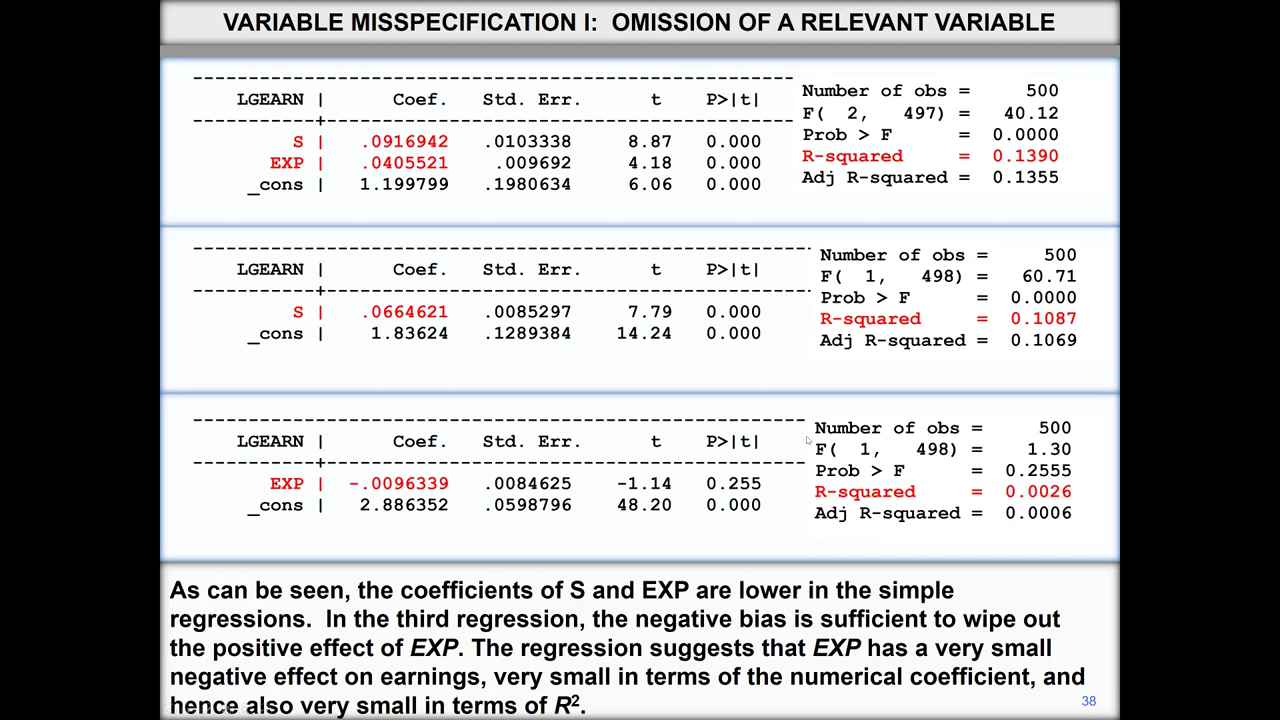 VARIABLE MISSPECIFICATION I: OMISSION OF A RELEVANT VARIABLE
LGEARN | Coef. Std. Err. t P>|t|
S | .0916942 .0103338 8.87 0.000
EXP | .0405521 .009692 4.18 0.000
_cons | 1.199799 .1980634 6.06 0.000
Number of obs = 500
F( 2, 497) = 40.12
Prob > F = 0.0000
R-squared = 0.1390
Adj R-squared = 0.1355
LGEARN | Coef. Std. Err. t P>|t|
S | .0664621 .0085297 7.79 0.000
_cons | 1.83624 .1289384 14.24 0.000
Number of obs = 500
F( 1, 498) = 60.71
Prob > F = 0.0000
R-squared = 0.1087
Adj R-squared = 0.1069
LGEARN | Coef. Std. Err. t P>|t|
EXP | -.0096339 .0084625 -1.14 0.255
_cons | 2.886352 .0598796 48.20 0.000
Number of obs = 500
F( 1, 498) = 1.30
Prob > F = 0.2555
R-squared = 0.0026
Adj R-squared = 0.0006
As can be seen, the coefficients of S and EXP are lower in the simple
regressions. In the third regression, the negative bias is sufficient to wipe out
the positive effect of EXP. The regression suggests that EXP has a very small
negative effect on earnings, very small in terms of the numerical coefficient, and
hence also very small in terms of R².
38